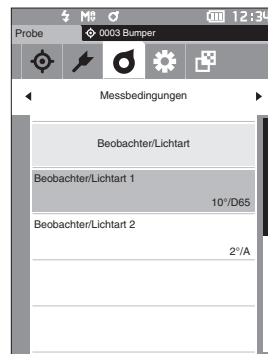 12:34
Probe
0003 Bumper
Messbedingungen
Beobachter/Lichtart
Beobachter/Lichtart 1
10°/D65
Beobachter/Lichtart 2
2°/A